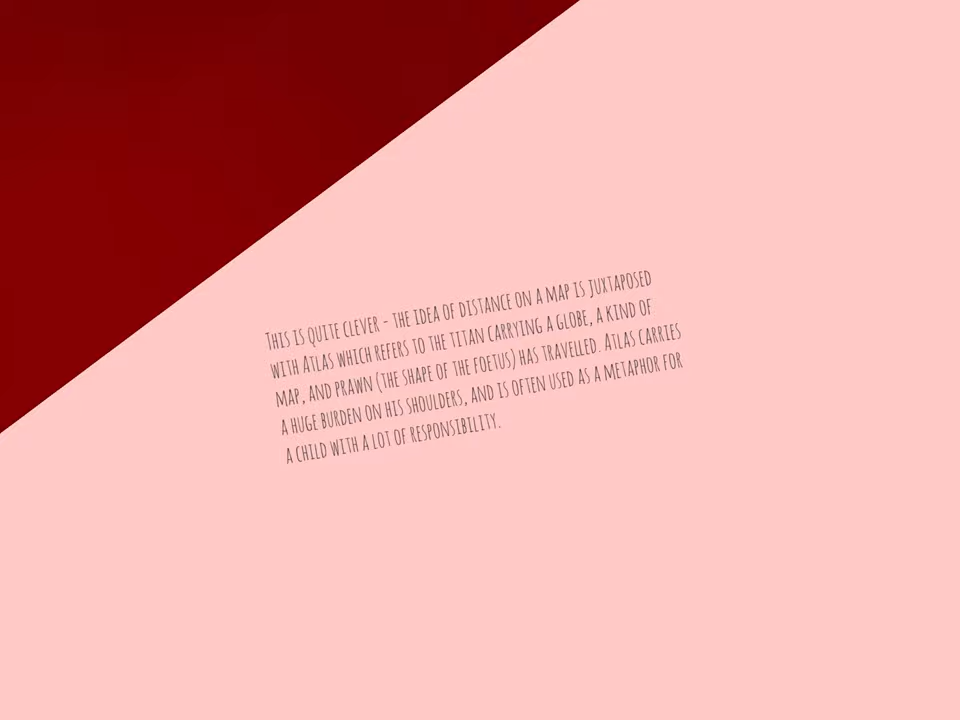 This is quite clever - the idea of distance on a map is juxtaposed
with Atlas which refers to the titan carrying a globe, a kind of
map, and prawn (the shape of the foetus) has travelled. Atlas carries
a huge burden on his shoulders, and is often used as a metaphor for
a child with a lot of responsibility.